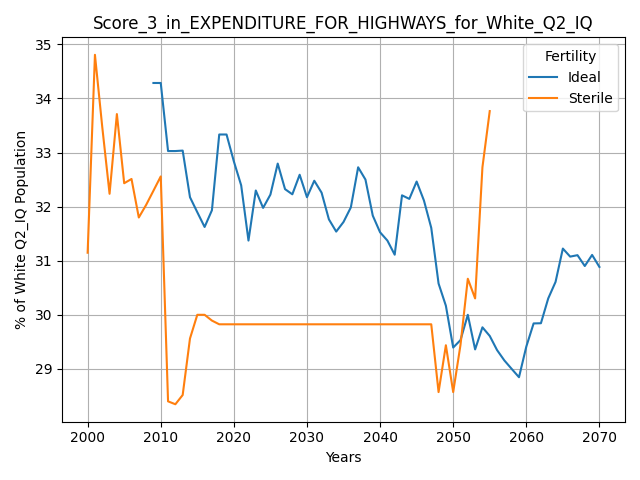 Score_3_in_EXPENDITURE_FOR_HIGHWAYS_for_White_Q2_IQ
35
34
33
32
31
30
29
% of White Q2_IQ Population
Fertility
Ideal
Sterile
2000 2010 2020 2030 2040 2050 2060 2070
Years